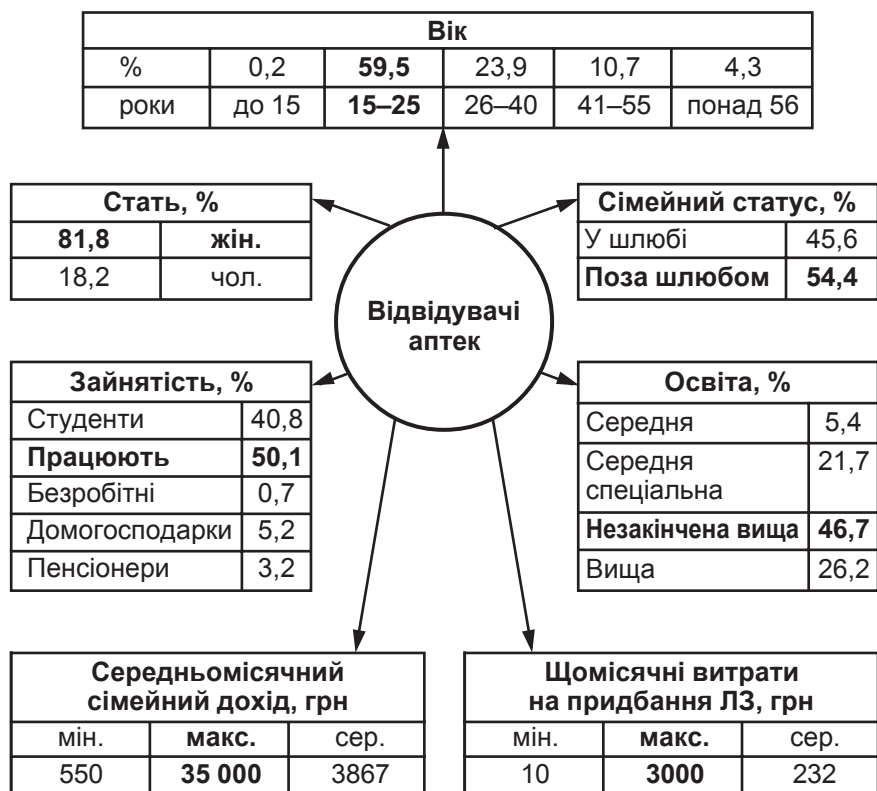 Вік
% 0,2 59,5 23,9 10,7 4,3
роки до 15 15–25 26–40 41–55 понад 56
Стать, %
81,8 жін.
18,2 чол.
Сімейний статус, %
У шлюбі 45,6
Поза шлюбом 54,4
Відвідувачі
аптек
Зайнятість, %
Студенти 40,8
Працюють 50,1
Безробітні 0,7
Домогосподарки 5,2
Пенсіонери 3,2
Освіта, %
Середня 5,4
Середня
спеціальна 21,7
Незакінчена вища 46,7
Вища 26,2
Середньомісячний
сімейний дохід, грн
мін. макс. сер.
550 35 000 3867
Щомісячні витрати
на придбання ЛЗ, грн
мін. макс. сер.
10 3000 232